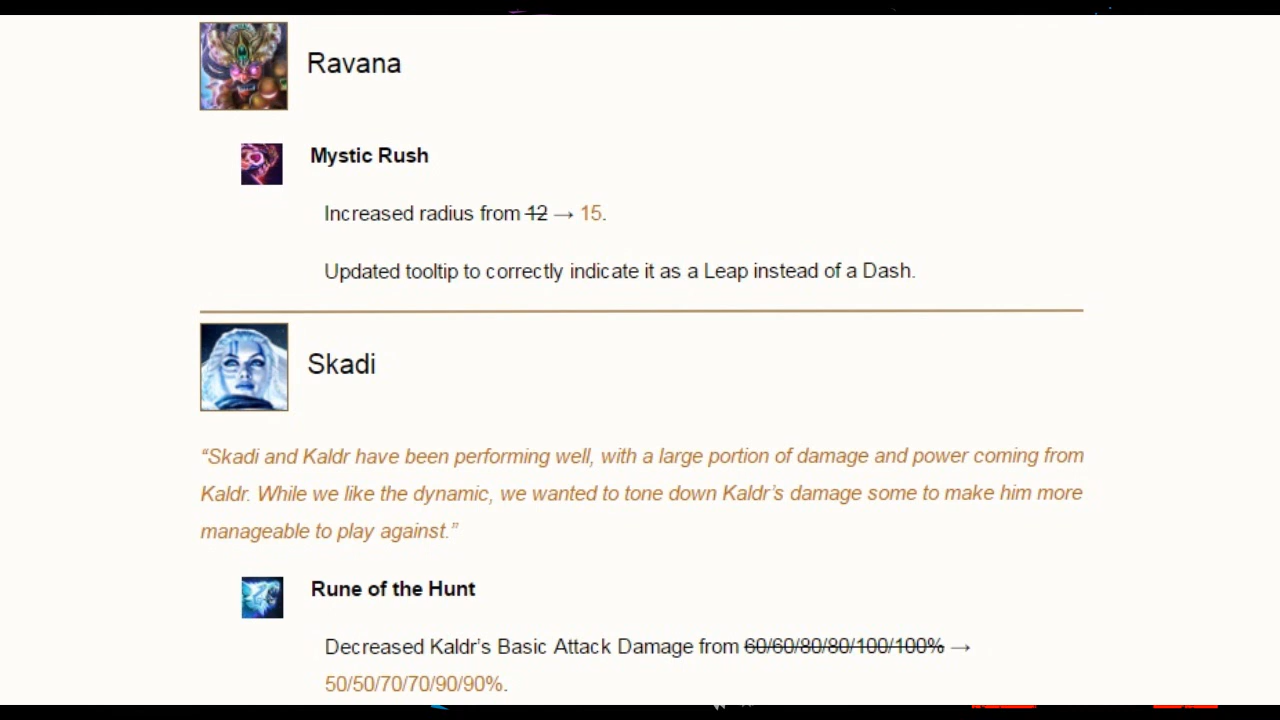 Ravana
Mystic Rush
Increased radius from 12 → 15.
Updated tooltip to correctly indicate it as a Leap instead of a Dash.
Skadi
“Skadi and Kaldr have been performing well, with a large portion of damage and power coming from
Kaldr. While we like the dynamic, we wanted to tone down Kaldr’s damage some to make him more
manageable to play against.”
Rune of the Hunt
Decreased Kaldr’s Basic Attack Damage from 60/60/80/80/100/100% →
50/50/70/70/90/90%.